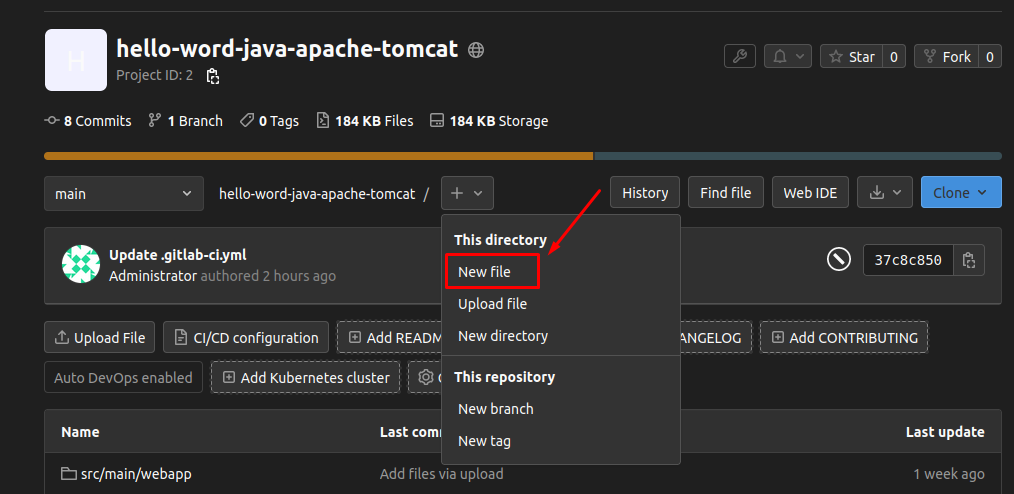 H
hello-word-java-apache-tomcat
Project ID: 2
Star 0
Fork 0
8 Commits 1 Branch 0 Tags 184 KB Files 184 KB Storage
main
hello-word-java-apache-tomcat /
History Find file Web IDE Clone
This directory
New file
Upload file
New directory
This repository
New branch
New tag
Update .gitlab-ci.yml
Administrator authored 2 hours ago
37c8c850
Upload File CI/CD configuration Add READM ANGELOG Add CONTRIBUTING
Auto DevOps enabled Add Kubernetes cluster
Name Last com Last update
src/main/webapp Add files via upload 1 week ago